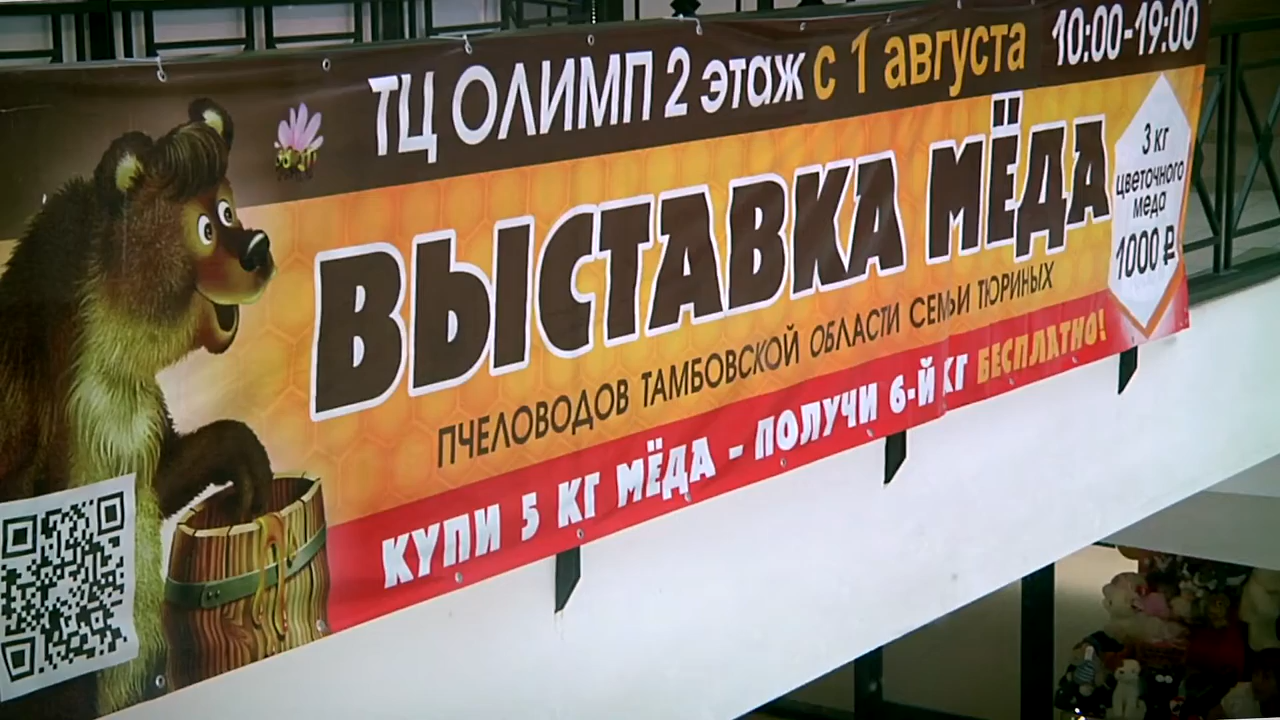 ТЦ ОЛИМП 2 этаж с 1 августа 10:00-19:00
ВЫСТАВКА МЁДА
3 кг
цветочного
меда
1000 ₽
ПЧЕЛОВОДОВ ТАМБОВСКОЙ ОБЛАСТИ СЕМЬИ ТЮРИНЫХ
КУПИ 5 КГ МЁДА - ПОЛУЧИ 6-Й КГ БЕСПЛАТНО!